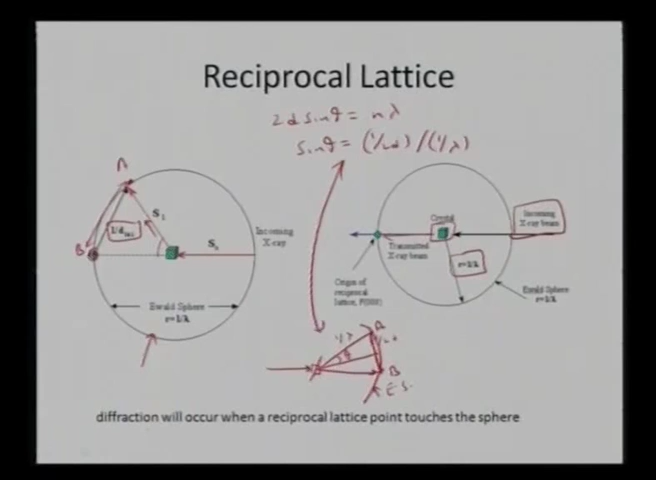 Reciprocal Lattice
2d sinθ = nλ
sinθ = (1/2d) / (1/λ)
A
S₁
1/d
B
S₀
Incoming
X-ray
Ewald Sphere
r=1/λ
Crystal
Incoming
X-ray beam
Transmitted
X-ray beam
r=1/λ
Origin of
reciprocal
lattice, P(000)
Ewald Sphere
r=1/λ
A
1/λ
θ
B
E.S.
diffraction will occur when a reciprocal lattice point touches the sphere